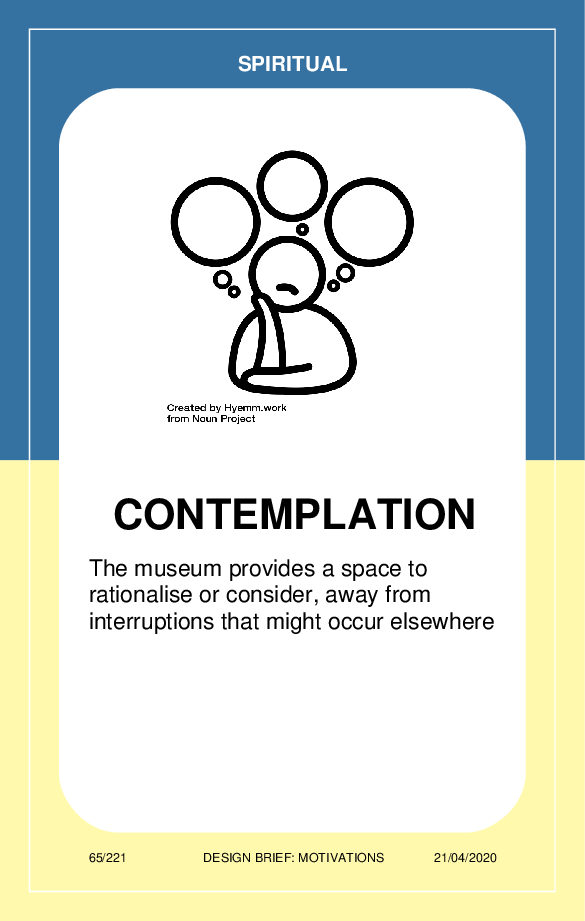 SPIRITUAL
Created by Hyemm.work
from Noun Project
CONTEMPLATION
The museum provides a space to
rationalise or consider, away from
interruptions that might occur elsewhere
65/221 DESIGN BRIEF: MOTIVATIONS 21/04/2020